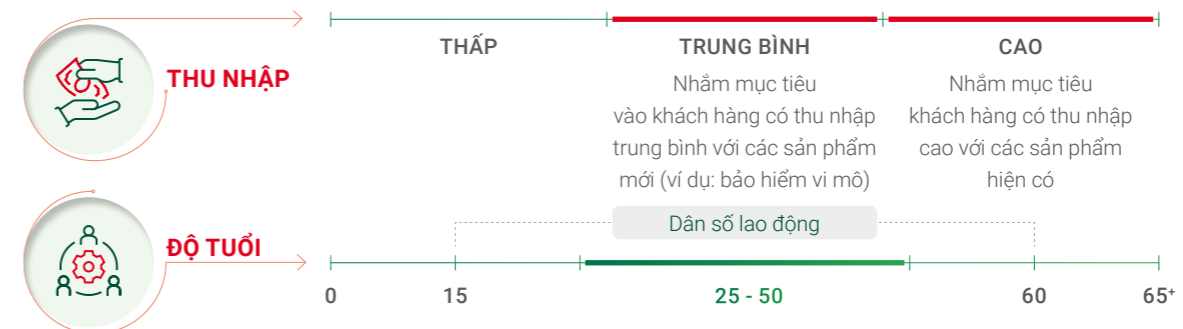 THU NHẬP
THẤP
TRUNG BÌNH
Nhắm mục tiêu
vào khách hàng có thu nhập
trung bình với các sản phẩm
mới (ví dụ: bảo hiểm vi mô)
CAO
Nhắm mục tiêu
khách hàng có thu nhập
cao với các sản phẩm
hiện có
Dân số lao động
ĐỘ TUỔI
0
15
25 - 50
60
65+